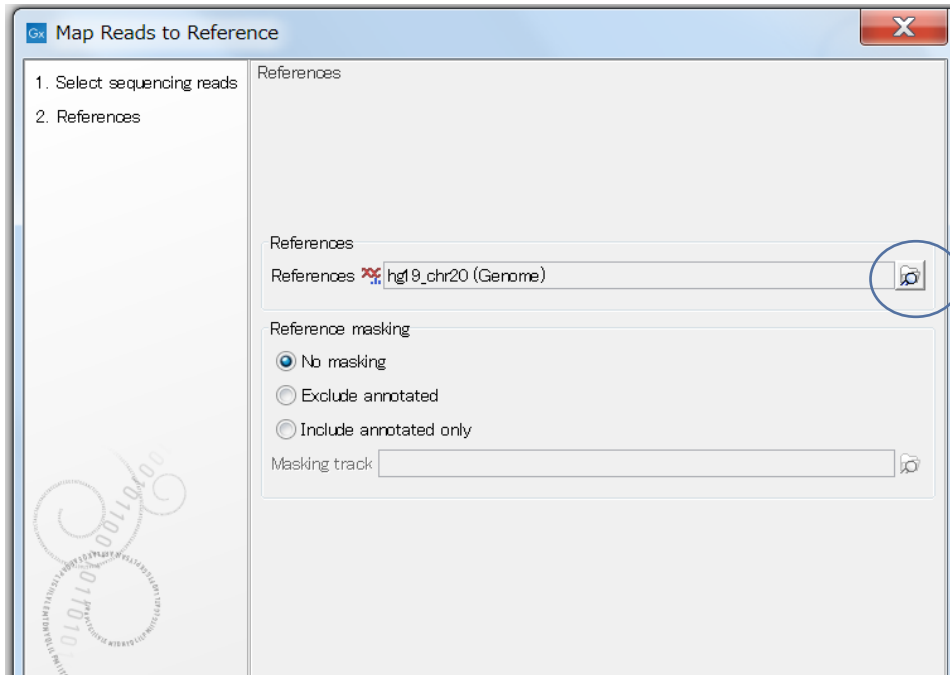 Gx Map Reads to Reference
X
1. Select sequencing reads
2. References
References
References
References hg19_chr20 (Genome)
Reference masking
No masking
Exclude annotated
Include annotated only
Masking track